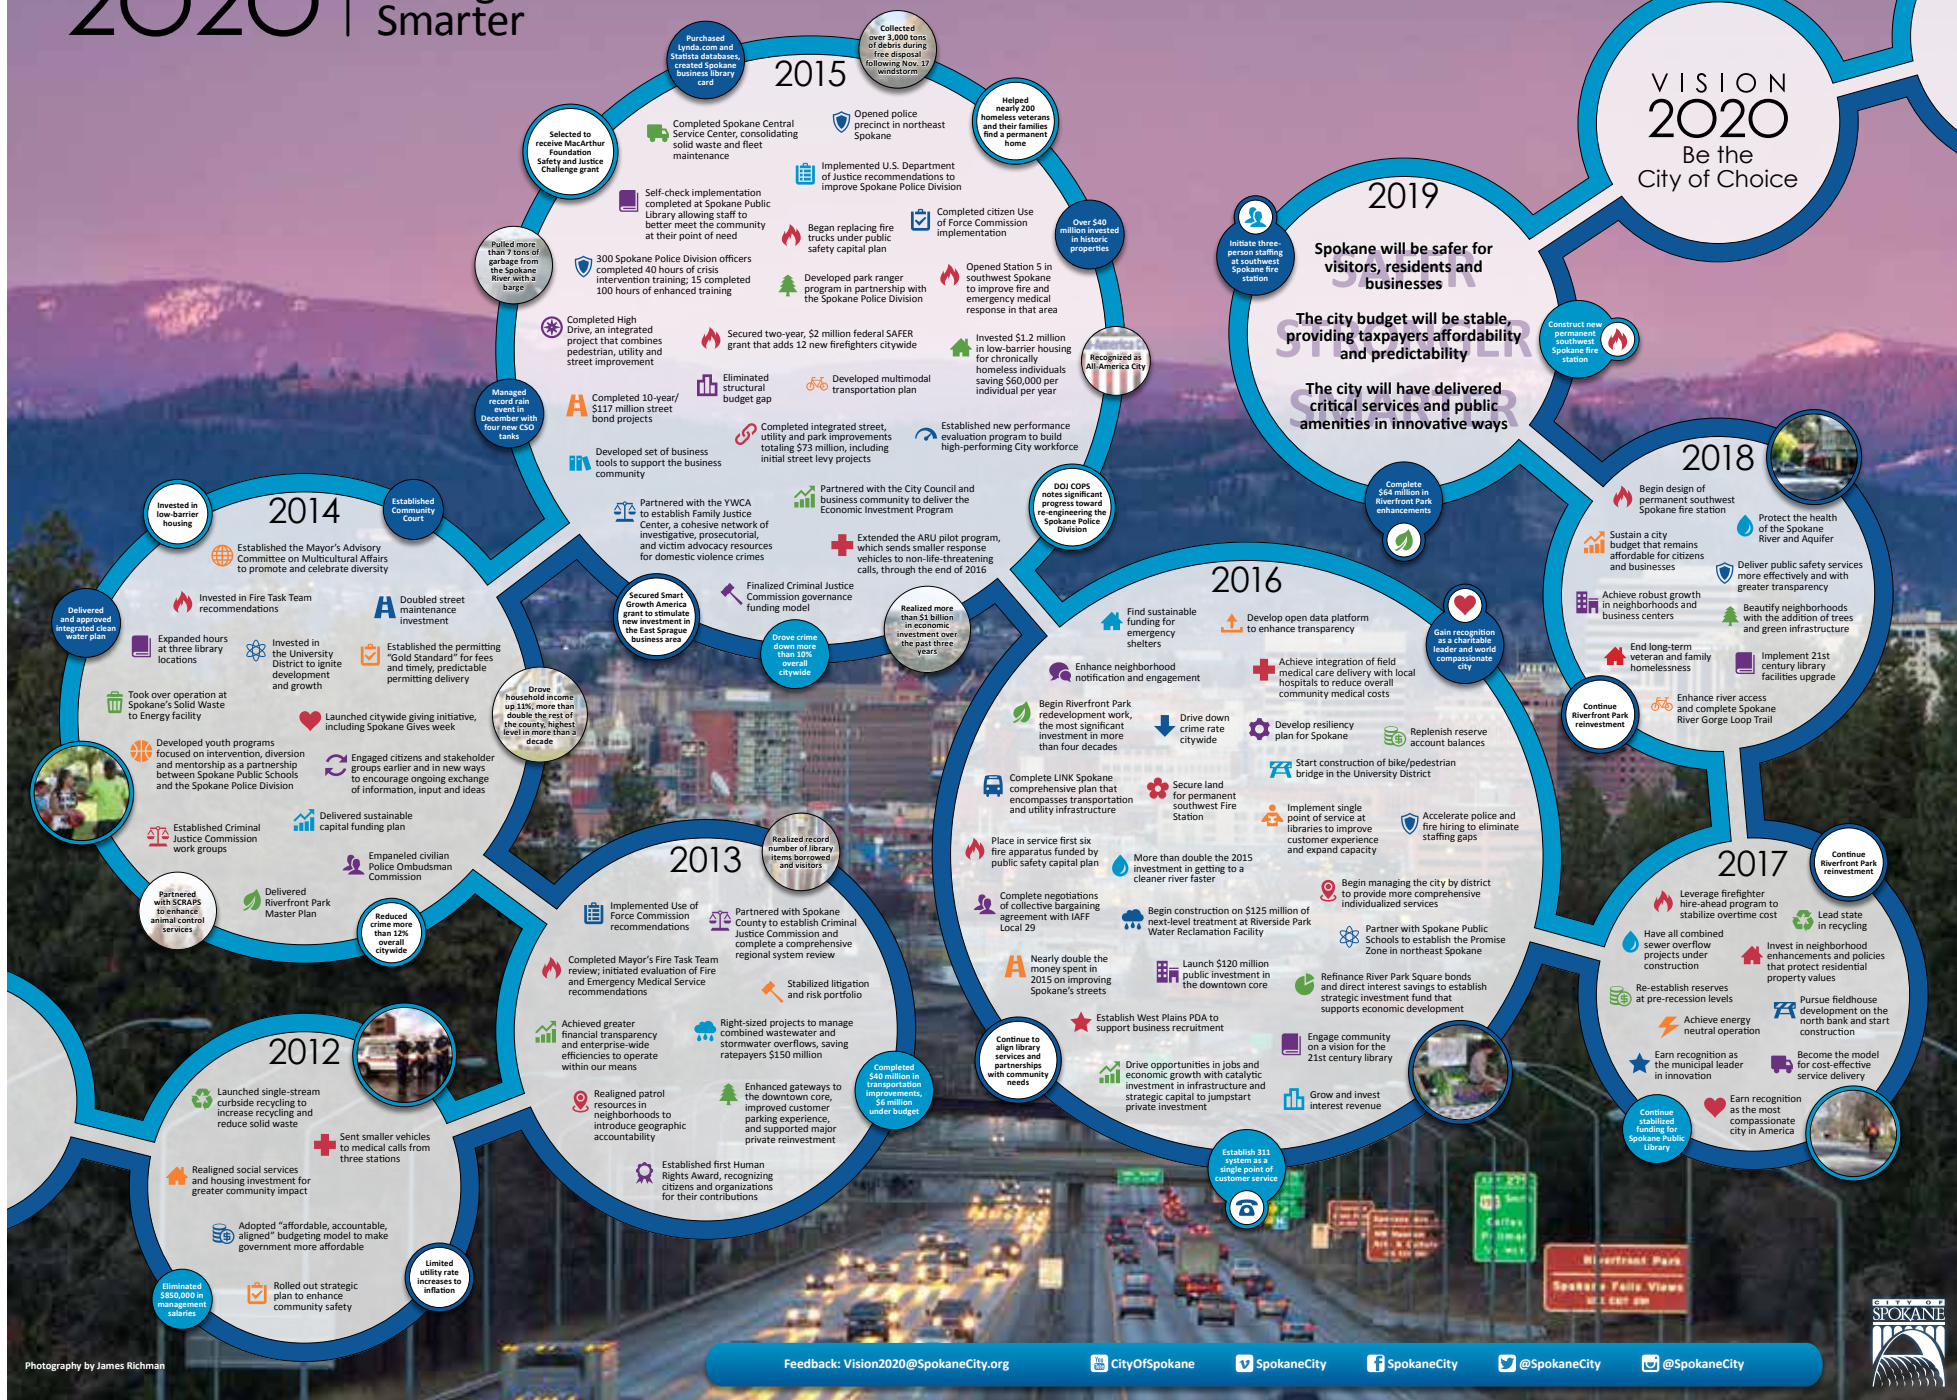 2020
Smarter
2015
Purchased
Lynda.com and
Statista databases,
created Spokane
business library
card
Collected
over 3,000 tons
of debris during
free disposal
following Nov. 17
windstorm
Helped
nearly 200
homeless veterans
and their families
find a permanent
home
Selected to
receive MacArthur
Foundation
Safety and Justice
Challenge grant
Completed Spokane Central
Service Center, consolidating
solid waste and fleet
maintenance
Opened police
precinct in northeast
Spokane
Implemented U.S. Department
of Justice recommendations to
improve Spokane Police Division
Self-check implementation
completed at Spokane Public
Library allowing staff to
better meet the community
at their point of need
Began replacing fire
trucks under public
safety capital plan
Completed citizen Use
of Force Commission
implementation
Over $40
million invested
in historic
properties
Pulled more
than 7 tons of
garbage from
the Spokane
River with a
barge
300 Spokane Police Division officers
completed 40 hours of crisis
intervention training; 15 completed
100 hours of enhanced training
Developed park ranger
program in partnership with
the Spokane Police Division
Opened Station 5 in
southwest Spokane
to improve fire and
emergency medical
response in that area
Completed High
Drive, an integrated
project that combines
pedestrian, utility and
street improvement
Secured two-year, $2 million federal SAFER
grant that adds 12 new firefighters citywide
Invested $1.2 million
in low-barrier housing
for chronically
homeless individuals
saving $60,000 per
individual per year
Recognized as
All-America City
Eliminated
structural
budget gap
Developed multimodal
transportation plan
Managed
record rain
event in
December with
four new CSO
tanks
Completed 10-year/
$117 million street
bond projects
Completed integrated street,
utility and park improvements
totaling $73 million, including
initial street levy projects
Established new performance
evaluation program to build
high-performing City workforce
Developed set of business
tools to support the business
community
Partnered with the YWCA
to establish Family Justice
Center, a cohesive network of
investigative, prosecutorial,
and victim advocacy resources
for domestic violence crimes
Partnered with the City Council and
business community to deliver the
Economic Investment Program
DOJ COPS
notes significant
progress toward
re-engineering the
Spokane Police
Division
Extended the ARU pilot program,
which sends smaller response
vehicles to non-life-threatening
calls, through the end of 2016
Finalized Criminal Justice
Commission governance
funding model
Secured Smart
Growth America
grant to stimulate
new investment in
the East Sprague
business area
Drove crime
down more
than 10%
overall
citywide
Realized more
than $1 billion
in economic
investment over
the past three
years
VISION
2020
Be the
City of Choice
2019
Initiate three-
person staffing
at southwest
Spokane fire
station
SAFER
Spokane will be safer for
visitors, residents and
businesses
STRONGER
The city budget will be stable,
providing taxpayers affordability
and predictability
SMARTER
The city will have delivered
critical services and public
amenities in innovative ways
Construct new
permanent
southwest
Spokane fire
station
Complete
$64 million in
Riverfront Park
enhancements
2018
Begin design of
permanent southwest
Spokane fire station
Protect the health
of the Spokane
River and Aquifer
Sustain a city
budget that remains
affordable for citizens
and businesses
Deliver public safety services
more effectively and with
greater transparency
Achieve robust growth
in neighborhoods and
business centers
Beautify neighborhoods
with the addition of trees
and green infrastructure
End long-term
veteran and family
homelessness
Implement 21st
century library
facilities upgrade
Enhance river access
and complete Spokane
River Gorge Loop Trail
Continue
Riverfront Park
reinvestment
2014
Invested in
low-barrier
housing
Established
Community
Court
Established the Mayor's Advisory
Committee on Multicultural Affairs
to promote and celebrate diversity
Invested in Fire Task Team
recommendations
Doubled street
maintenance
investment
Delivered
and approved
integrated clean
water plan
Expanded hours
at three library
locations
Invested in
the University
District to ignite
development
and growth
Established the permitting
"Gold Standard" for fees
and timely, predictable
permitting delivery
Took over operation at
Spokane's Solid Waste
to Energy facility
Launched citywide giving initiative,
including Spokane Gives week
Drove
household income
up 11%, more than
double the rest of
the county, highest
level in more than a
decade
Developed youth programs
focused on intervention, diversion
and mentorship as a partnership
between Spokane Public Schools
and the Spokane Police Division
Engaged citizens and stakeholder
groups earlier and in new ways
to encourage ongoing exchange
of information, input and ideas
Established Criminal
Justice Commission
work groups
Delivered sustainable
capital funding plan
Empaneled civilian
Police Ombudsman
Commission
Partnered
with SCRAPS
to enhance
animal control
services
Delivered
Riverfront Park
Master Plan
Reduced
crime more
than 12%
overall
citywide
2016
Find sustainable
funding for
emergency
shelters
Develop open data platform
to enhance transparency
Gain recognition
as a charitable
leader and world
compassionate
city
Enhance neighborhood
notification and engagement
Achieve integration of field
medical care delivery with local
hospitals to reduce overall
community medical costs
Begin Riverfront Park
redevelopment work,
the most significant
investment in more
than four decades
Drive down
crime rate
citywide
Develop resiliency
plan for Spokane
Replenish reserve
account balances
Start construction of bike/pedestrian
bridge in the University District
Complete LINK Spokane
comprehensive plan that
encompasses transportation
and utility infrastructure
Secure land
for permanent
southwest Fire
Station
Implement single
point of service at
libraries to improve
customer experience
and expand capacity
Accelerate police and
fire hiring to eliminate
staffing gaps
Place in service first six
fire apparatus funded by
public safety capital plan
More than double the 2015
investment in getting to a
cleaner river faster
Begin managing the city by district
to provide more comprehensive
individualized services
Complete negotiations
of collective bargaining
agreement with IAFF
Local 29
Begin construction on $125 million of
next-level treatment at Riverside Park
Water Reclamation Facility
Partner with Spokane Public
Schools to establish the Promise
Zone in northeast Spokane
Nearly double the
money spent in
2015 on improving
Spokane's streets
Launch $120 million
public investment in
the downtown core
Refinance River Park Square bonds
and direct interest savings to establish
strategic investment fund that
supports economic development
Establish West Plains PDA to
support business recruitment
Engage community
on a vision for the
21st century library
Continue to
align library
services and
partnerships
with community
needs
Drive opportunities in jobs and
economic growth with catalytic
investment in infrastructure and
strategic capital to jumpstart
private investment
Grow and invest
interest revenue
Establish 311
system as a
single point of
customer service
2017
Continue
Riverfront Park
reinvestment
Leverage firefighter
hire-ahead program to
stabilize overtime cost
Lead state
in recycling
Have all combined
sewer overflow
projects under
construction
Invest in neighborhood
enhancements and policies
that protect residential
property values
Re-establish reserves
at pre-recession levels
Pursue fieldhouse
development on the
north bank and start
construction
Achieve energy
neutral operation
Earn recognition as
the municipal leader
in innovation
Become the model
for cost-effective
service delivery
Earn recognition
as the most
compassionate
city in America
Continue
stabilized
funding for
Spokane Public
Library
2013
Realized record
number of library
items borrowed
and visitors
Implemented Use of
Force Commission
recommendations
Partnered with Spokane
County to establish Criminal
Justice Commission and
complete a comprehensive
regional system review
Completed Mayor's Fire Task Team
review; initiated evaluation of Fire
and Emergency Medical Service
recommendations
Stabilized litigation
and risk portfolio
Achieved greater
financial transparency
and enterprise-wide
efficiencies to operate
within our means
Right-sized projects to manage
combined wastewater and
stormwater overflows, saving
ratepayers $150 million
Completed
$40 million in
transportation
improvements,
$6 million
under budget
Realigned patrol
resources in
neighborhoods to
introduce geographic
accountability
Enhanced gateways to
the downtown core,
improved customer
parking experience,
and supported major
private reinvestment
Established first Human
Rights Award, recognizing
citizens and organizations
for their contributions
2012
Launched single-stream
curbside recycling to
increase recycling and
reduce solid waste
Sent smaller vehicles
to medical calls from
three stations
Realigned social services
and housing investment for
greater community impact
Adopted "affordable, accountable,
aligned" budgeting model to make
government more affordable
Limited
utility rate
increases to
inflation
Eliminated
$850,000 in
management
salaries
Rolled out strategic
plan to enhance
community safety
Riverfront Park
Spokane Falls Views
Photography by James Richman
Feedback: Vision2020@SpokaneCity.org
CityOfSpokane
SpokaneCity
SpokaneCity
@SpokaneCity
@SpokaneCity
CITY OF
SPOKANE